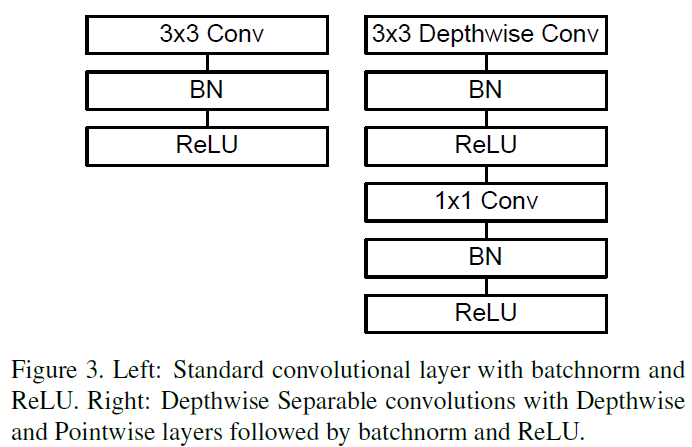 3x3 Conv
BN
ReLU
3x3 Depthwise Conv
BN
ReLU
1x1 Conv
BN
ReLU
Figure 3. Left: Standard convolutional layer with batchnorm and
ReLU. Right: Depthwise Separable convolutions with Depthwise
and Pointwise layers followed by batchnorm and ReLU.